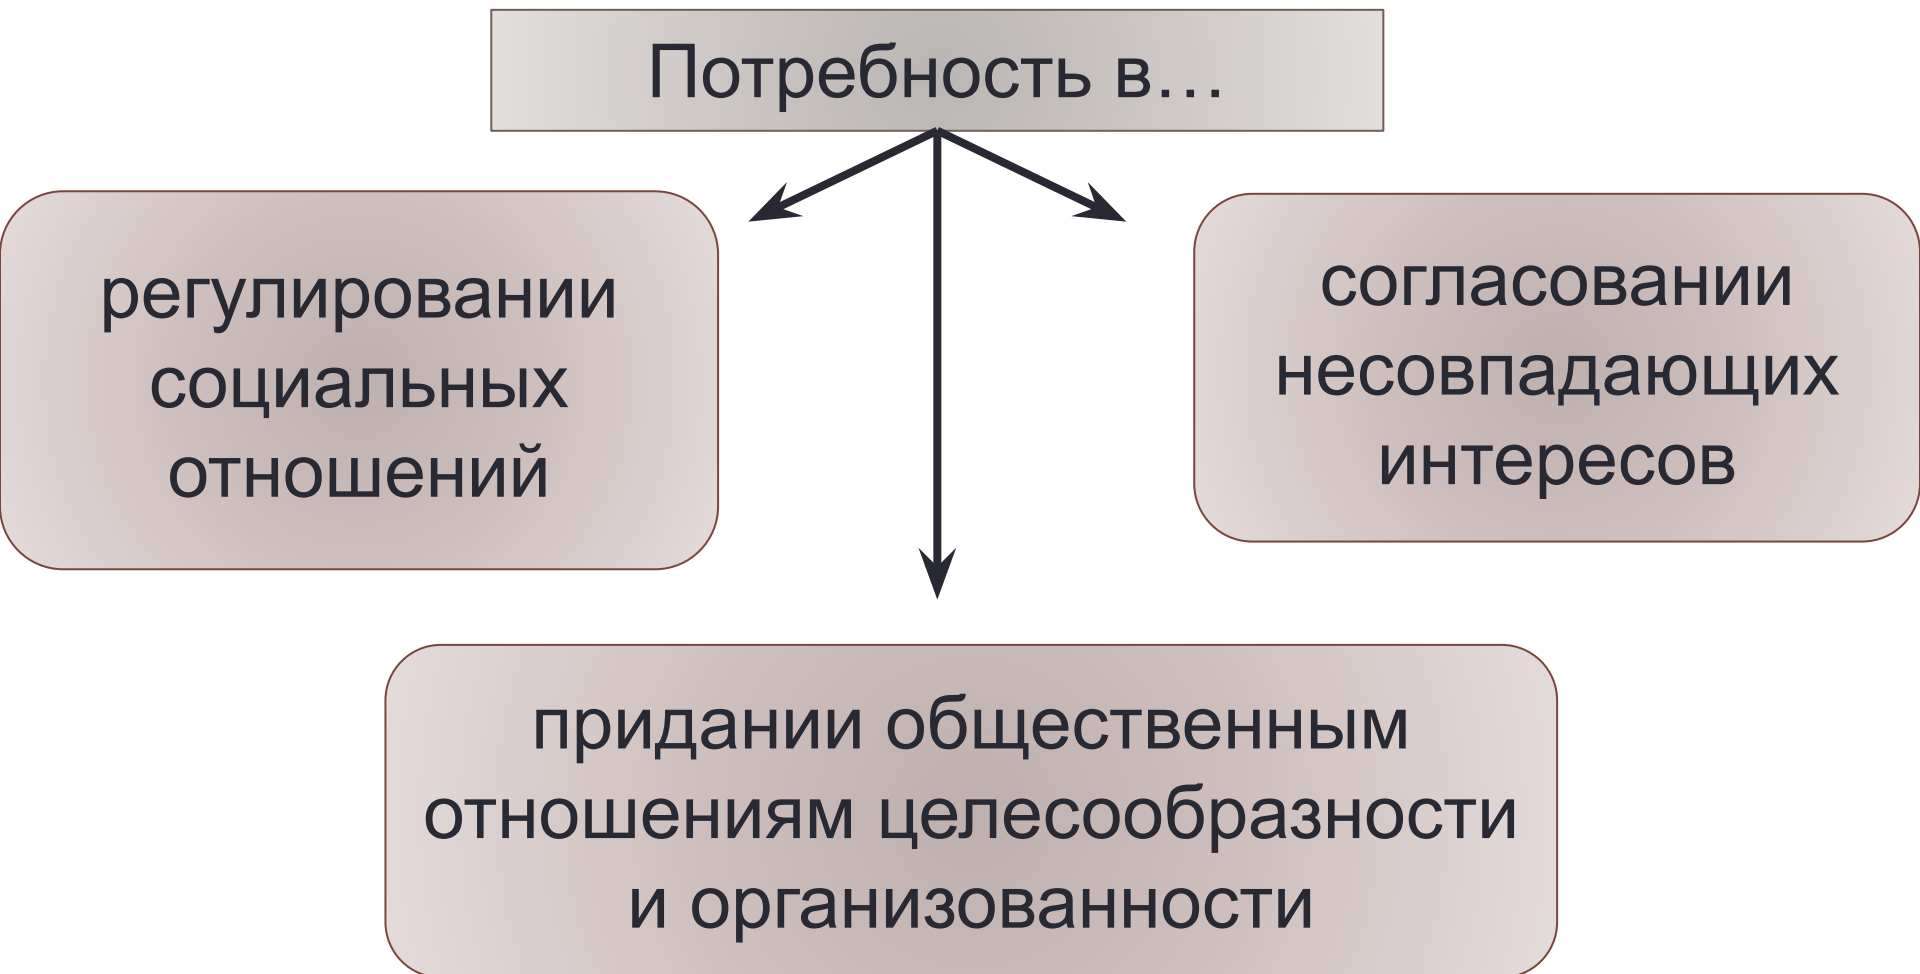 Потребность в…
регулировании
социальных
отношений
согласовании
несовпадающих
интересов
придании общественным
отношениям целесообразности
и организованности